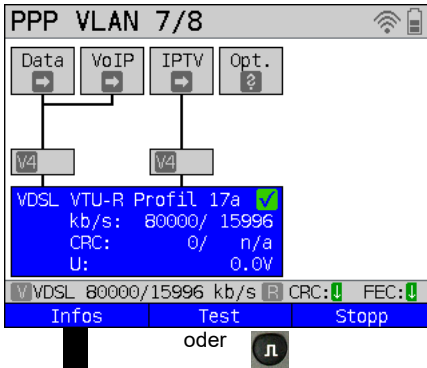 PPP VLAN 7/8
Data VoIP IPTV Opt.
?
V4 V4
VDSL VTU-R Profil 17a
kb/s: 80000/ 15996
CRC: 0/ n/a
U: 0.0V
V VDSL 80000/15996 kb/s R CRC: FEC:
Infos Test Stopp
oder